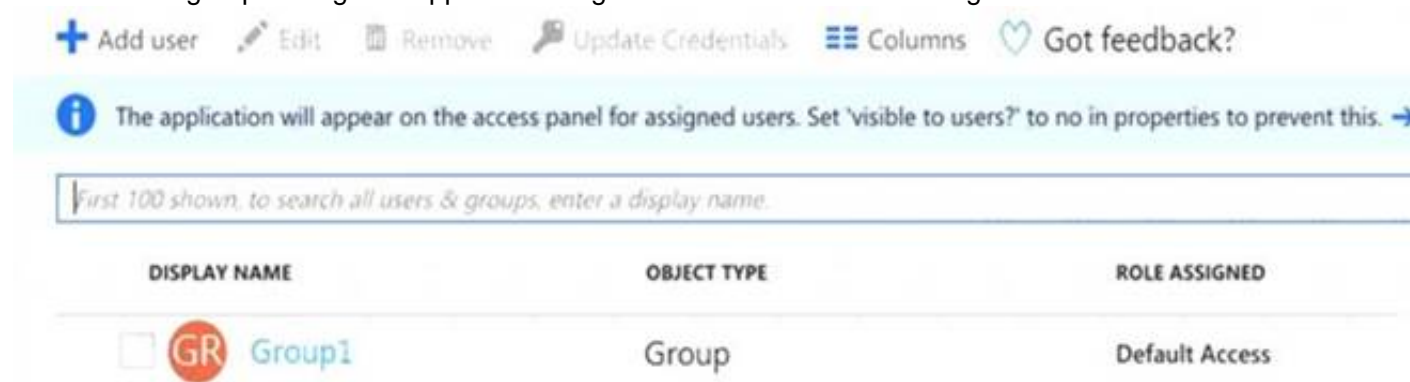 Add user Edit Remove Update Credentials Columns Got feedback?
The application will appear on the access panel for assigned users. Set 'visible to users?' to no in properties to prevent this.
First 100 shown, to search all users & groups, enter a display name.
DISPLAY NAME OBJECT TYPE ROLE ASSIGNED
GR Group1 Group Default Access